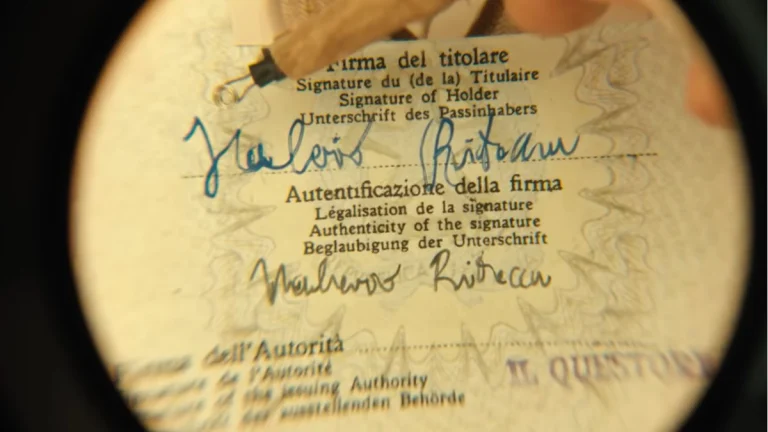 Firma del titolare
Signature du (de la) Titulaire
Signature of Holder
Unterschrift des Passinhabers
Autentificazione della firma
Légalisation de la signature
Authenticity of the signature
Beglaubigung der Unterschrift
dell'Autorità
de l'Autorité
of the issuing Authority
der ausstellenden Behörde
IL QUESTORE